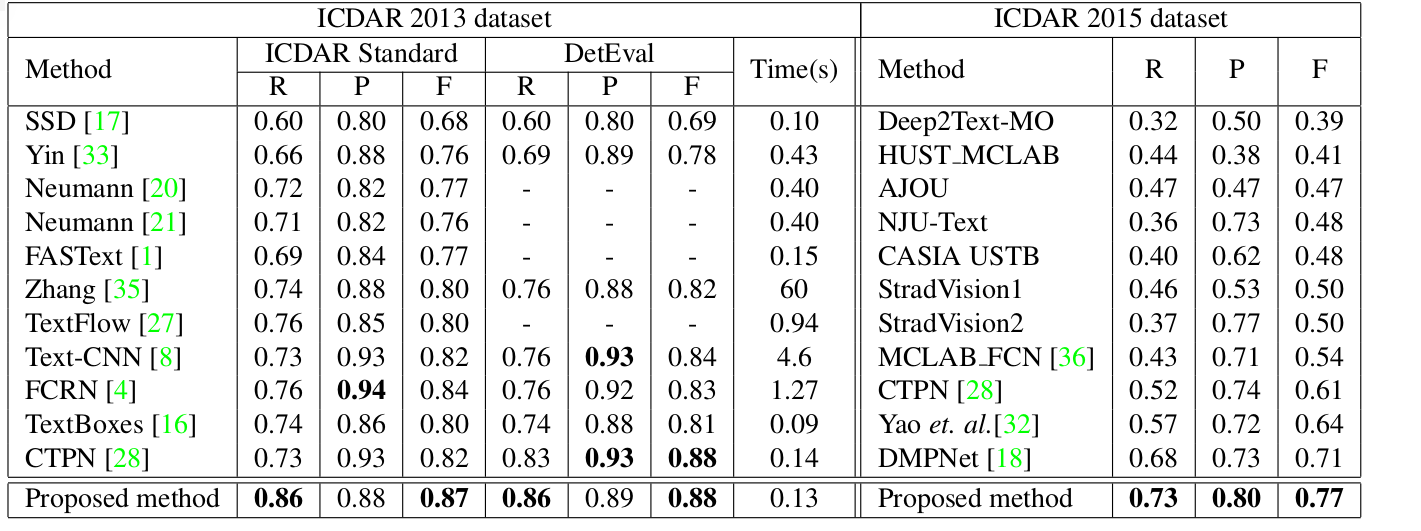 ICDAR 2013 dataset ICDAR 2015 dataset
Method ICDAR Standard DetEval Time(s) Method R P F
R P F R P F
SSD [17] 0.60 0.80 0.68 0.60 0.80 0.69 0.10 Deep2Text-MO 0.32 0.50 0.39
Yin [33] 0.66 0.88 0.76 0.69 0.89 0.78 0.43 HUST_MCLAB 0.44 0.38 0.41
Neumann [20] 0.72 0.82 0.77 - - - 0.40 AJOU 0.47 0.47 0.47
Neumann [21] 0.71 0.82 0.76 - - - 0.40 NJU-Text 0.36 0.73 0.48
FASText [1] 0.69 0.84 0.77 - - - 0.15 CASIA USTB 0.40 0.62 0.48
Zhang [35] 0.74 0.88 0.80 0.76 0.88 0.82 60 StradVision1 0.46 0.53 0.50
TextFlow [27] 0.76 0.85 0.80 - - - 0.94 StradVision2 0.37 0.77 0.50
Text-CNN [8] 0.73 0.93 0.82 0.76 0.93 0.84 4.6 MCLAB_FCN [36] 0.43 0.71 0.54
FCRN [4] 0.76 0.94 0.84 0.76 0.92 0.83 1.27 CTPN [28] 0.52 0.74 0.61
TextBoxes [16] 0.74 0.86 0.80 0.74 0.88 0.81 0.09 Yao et. al.[32] 0.57 0.72 0.64
CTPN [28] 0.73 0.93 0.82 0.83 0.93 0.88 0.14 DMPNet [18] 0.68 0.73 0.71
Proposed method 0.86 0.88 0.87 0.86 0.89 0.88 0.13 Proposed method 0.73 0.80 0.77